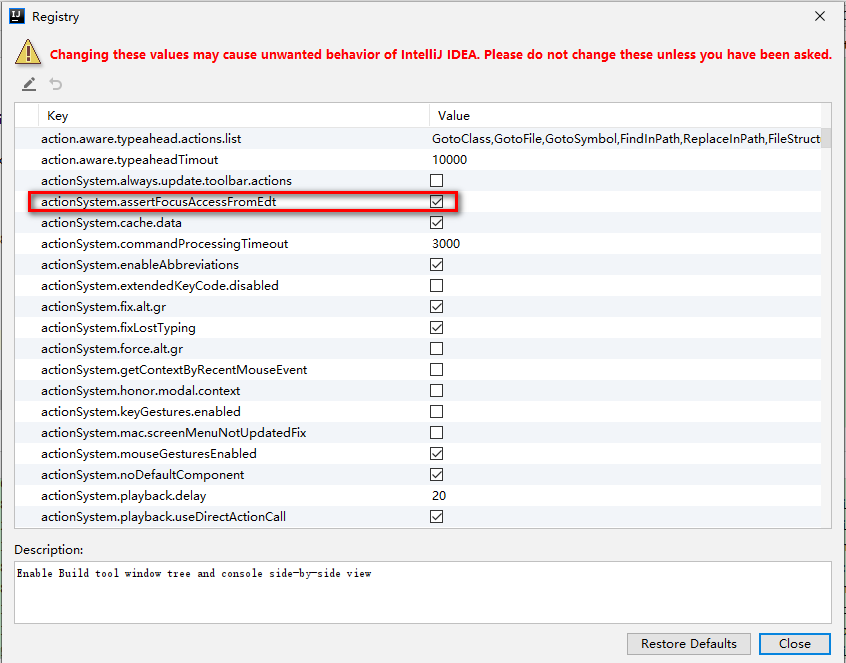 Registry
Changing these values may cause unwanted behavior of IntelliJ IDEA. Please do not change these unless you have been asked.
Key Value
action.aware.typeahead.actions.list GotoClass,GotoFile,GotoSymbol,FindInPath,ReplaceInPath,FileStruct
action.aware.typeaheadTimout 10000
actionSystem.always.update.toolbar.actions
actionSystem.assertFocusAccessFromEdt
actionSystem.cache.data
actionSystem.commandProcessingTimeout 3000
actionSystem.enableAbbreviations
actionSystem.extendedKeyCode.disabled
actionSystem.fix.alt.gr
actionSystem.fixLostTyping
actionSystem.force.alt.gr
actionSystem.getContextByRecentMouseEvent
actionSystem.honor.modal.context
actionSystem.keyGestures.enabled
actionSystem.mac.screenMenuNotUpdatedFix
actionSystem.mouseGesturesEnabled
actionSystem.noDefaultComponent
actionSystem.playback.delay 20
actionSystem.playback.useDirectActionCall
Description:
Enable Build tool window tree and console side-by-side view
Restore Defaults Close